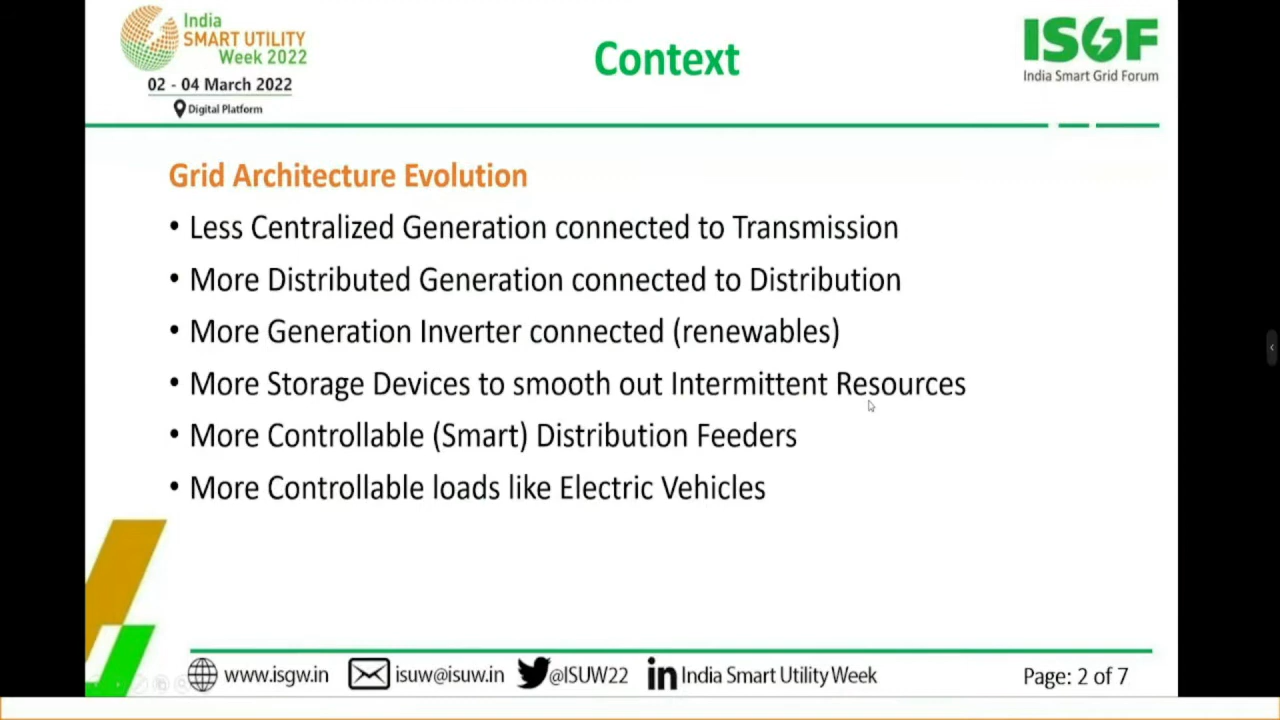 India
SMART UTILITY
Week 2022
02 - 04 March 2022
Digital Platform
Context
ISGF
India Smart Grid Forum
Grid Architecture Evolution
• Less Centralized Generation connected to Transmission
• More Distributed Generation connected to Distribution
• More Generation Inverter connected (renewables)
• More Storage Devices to smooth out Intermittent Resources
• More Controllable (Smart) Distribution Feeders
• More Controllable loads like Electric Vehicles
www.isgw.in isuw@isuw.in @ISUW22 in India Smart Utility Week Page: 2 of 7